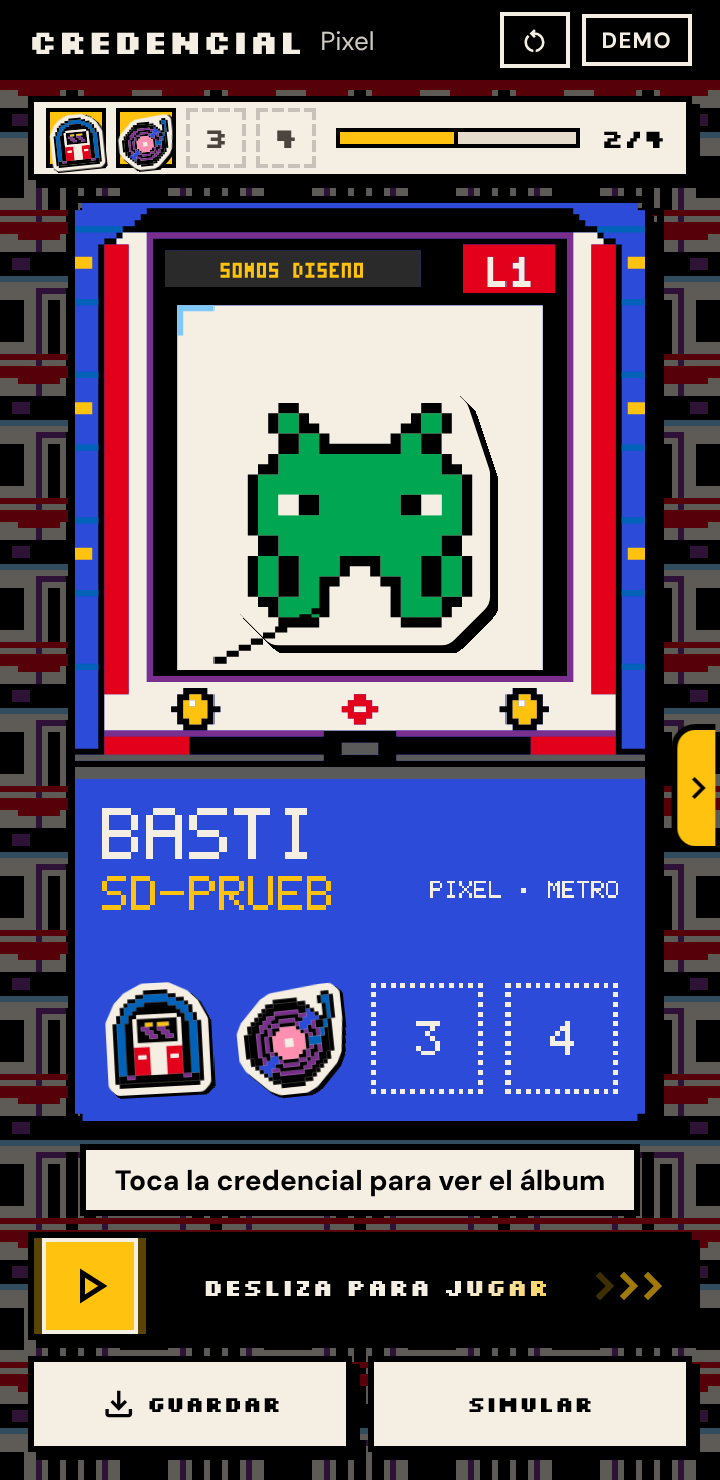 CREDENCIAL Pixel DEMO
3 4 2/4
SOMOS DISENO L1
BASTI
SD-PRUEB PIXEL · METRO
3 4
Toca la credencial para ver el álbum
DESLIZA PARA JUGAR
GUARDAR SIMULAR